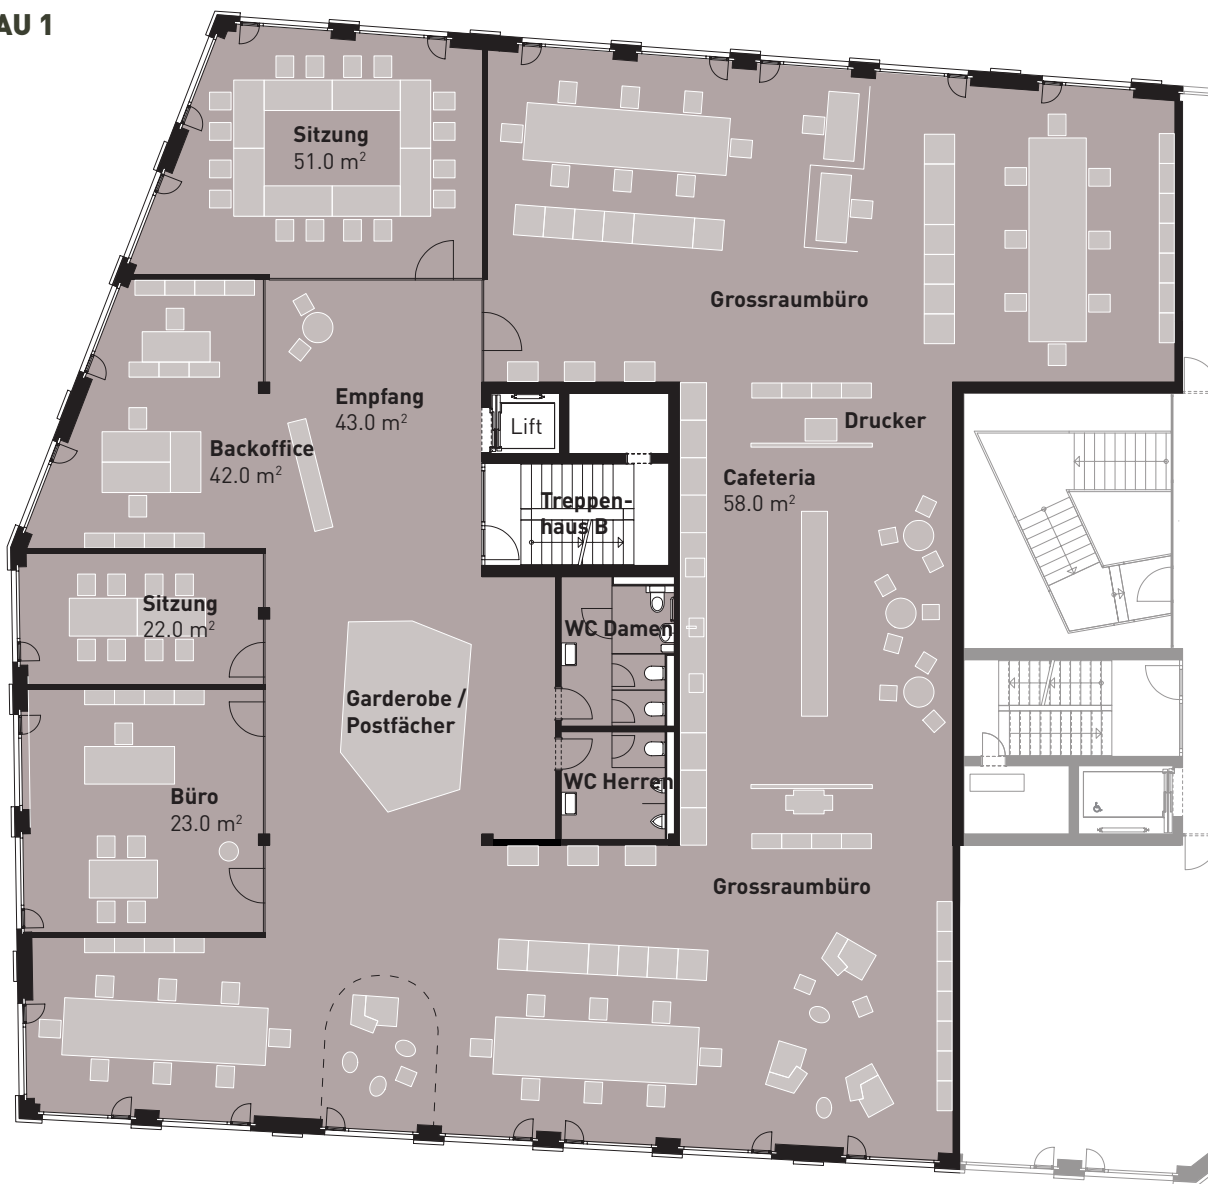 AU 1
Sitzung
51.0 m²
Grossraumbüro
Empfang
43.0 m²
Backoffice
42.0 m²
Lift
Drucker
Cafeteria
58.0 m²
Treppen-
haus B
Sitzung
22.0 m²
WC Damen
Garderobe /
Postfächer
WC Herren
Büro
23.0 m²
Grossraumbüro